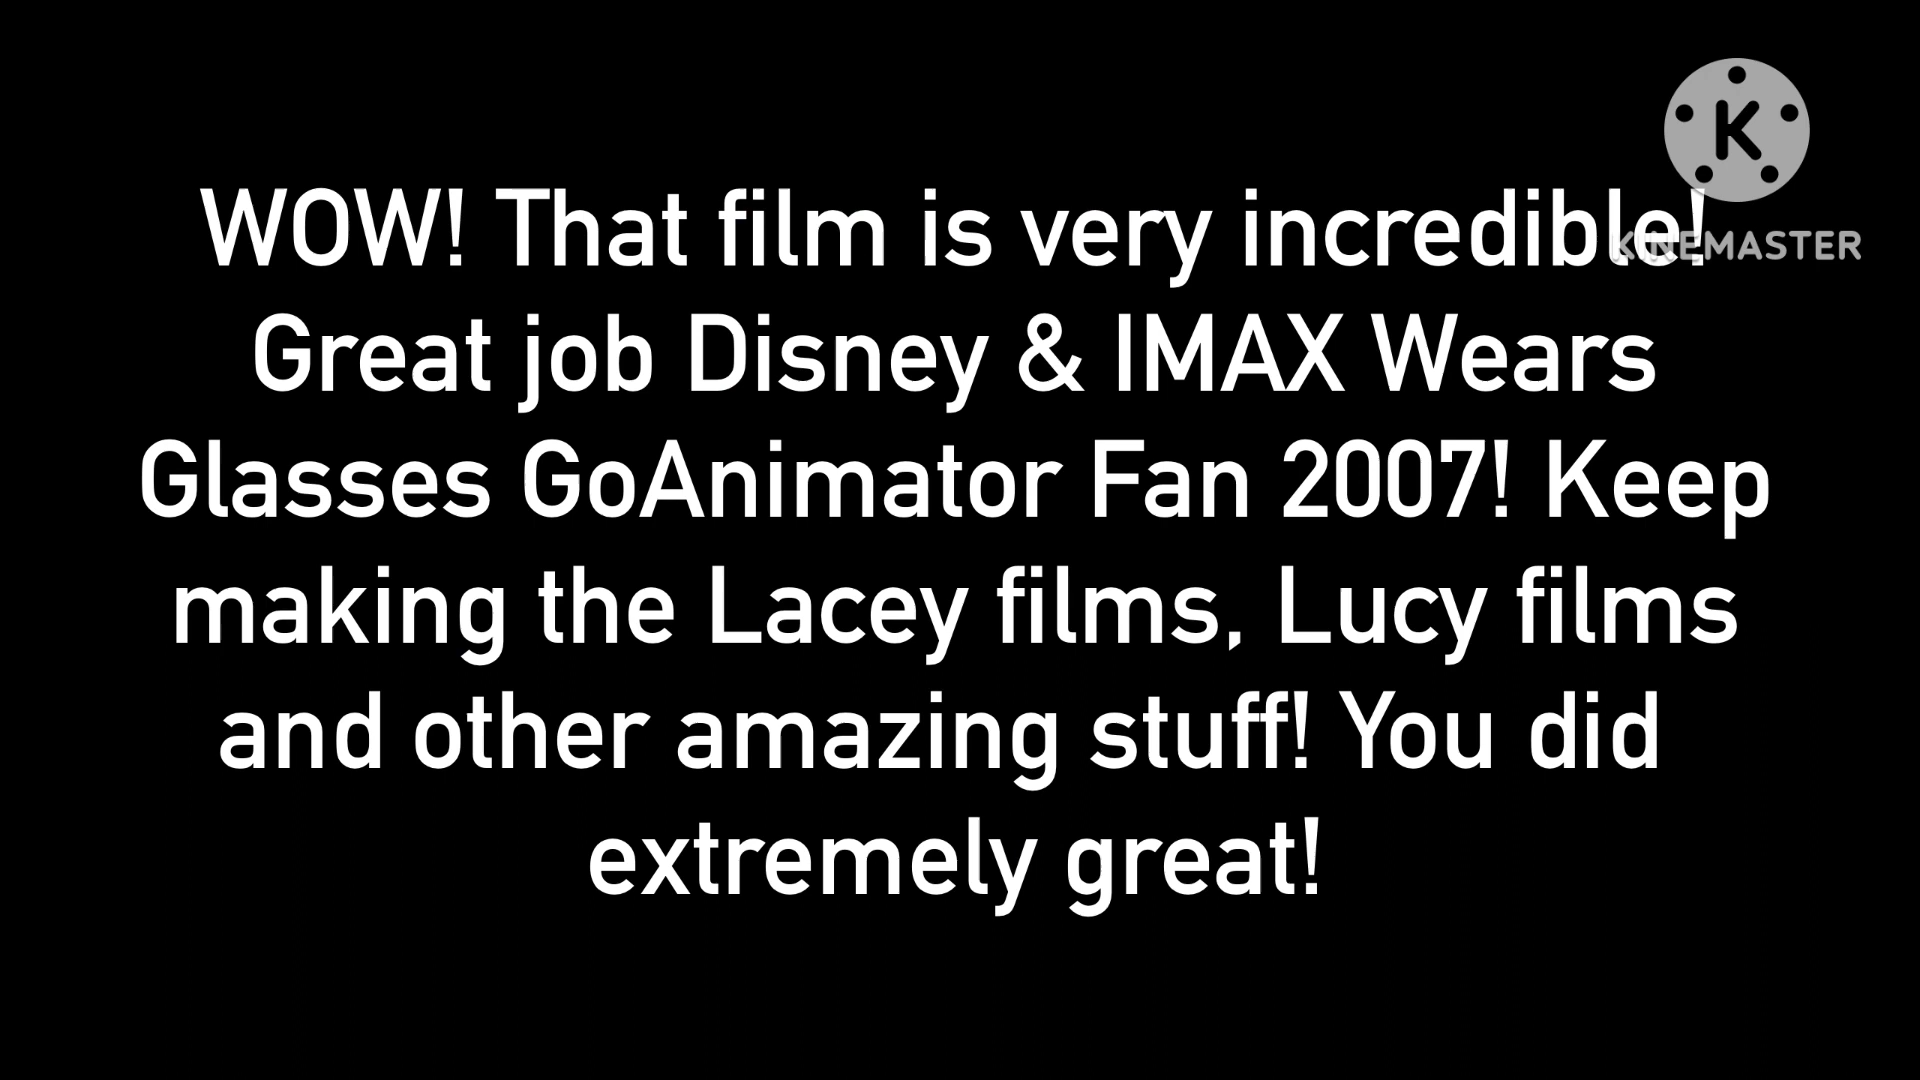 WOW! That film is very incredible!
Great job Disney & IMAX Wears
Glasses GoAnimator Fan 2007! Keep
making the Lacey films, Lucy films
and other amazing stuff! You did
extremely great!
K
KINEMASTER